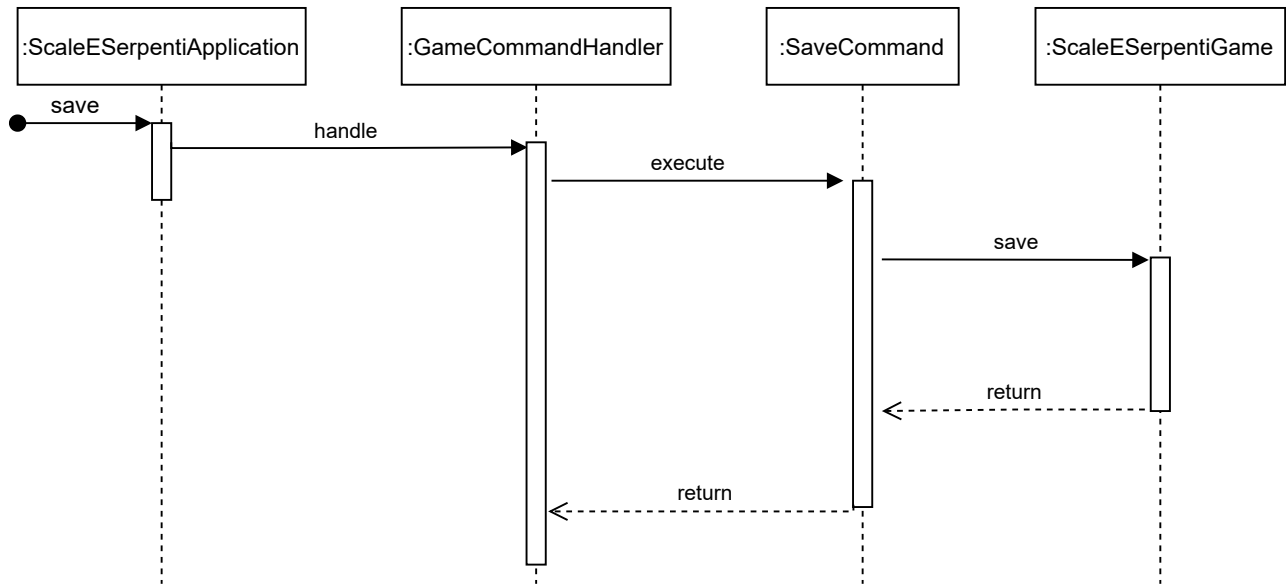 :ScaleESerpentiApplication
:GameCommandHandler
:SaveCommand
:ScaleESerpentiGame
save
handle
execute
save
return
return